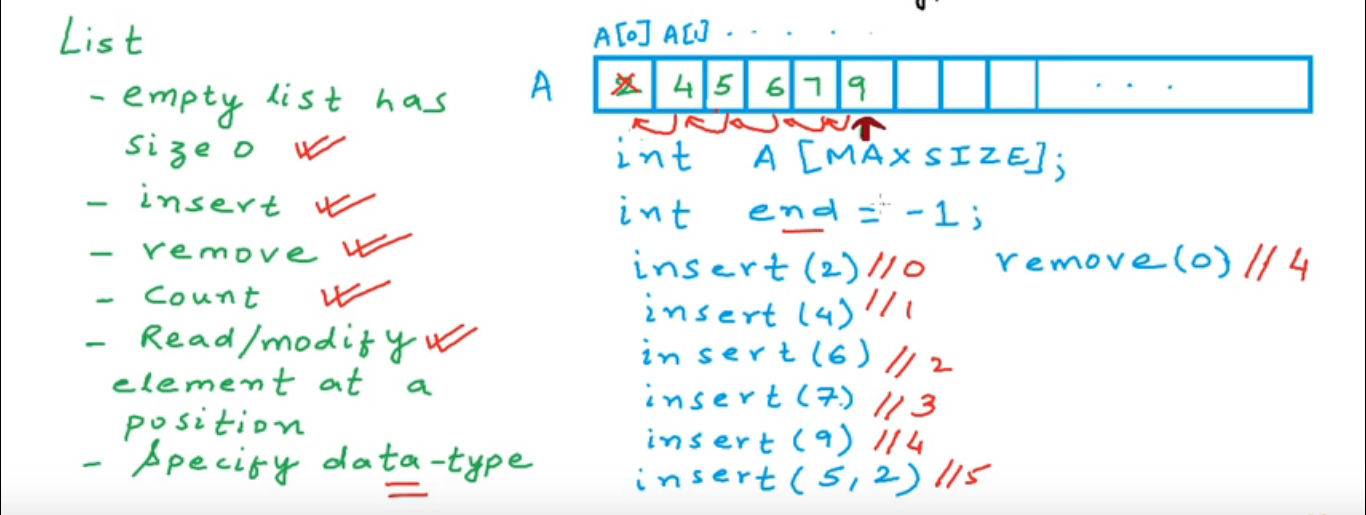 List
- empty list has
size 0
- insert
- remove
- count
- Read/modify
element at a
position
- specify data-type
A[0] A[1] . . . . .
A 2 4 5 6 7 9 . . .
int A [MAXSIZE];
int end = -1;
insert (2) //0 remove(0) //4
insert (4) //1
insert (6) //2
insert (7) //3
insert (9) //4
insert (5, 2) //5